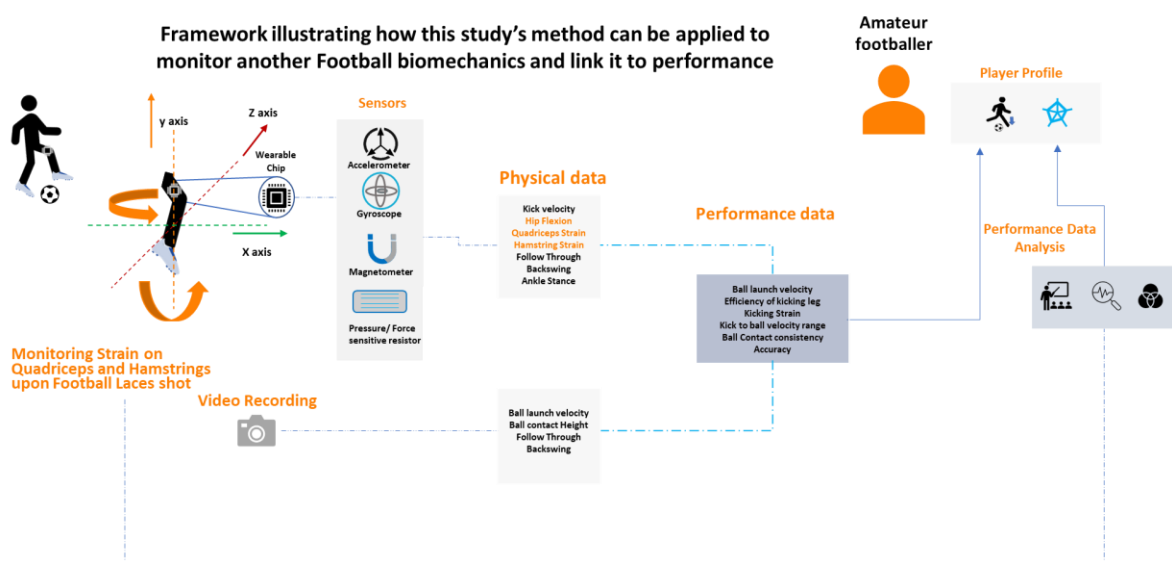 Framework illustrating how this study's method can be applied to
monitor another Football biomechanics and link it to performance
Amateur
footballer
Player Profile
y axis
Z axis
Wearable
Chip
X axis
Sensors
Accelerometer
Gyroscope
Magnetometer
Pressure/ Force
sensitive resistor
Physical data
Kick velocity
Hip Flexion
Quadriceps Strain
Hamstring Strain
Follow Through
Backswing
Ankle Stance
Performance data
Ball launch velocity
Efficiency of kicking leg
Kicking Strain
Kick to ball velocity range
Ball Contact consistency
Accuracy
Performance Data
Analysis
Monitoring Strain on
Quadriceps and Hamstrings
upon Football Laces shot
Video Recording
Ball launch velocity
Ball contact Height
Follow Through
Backswing